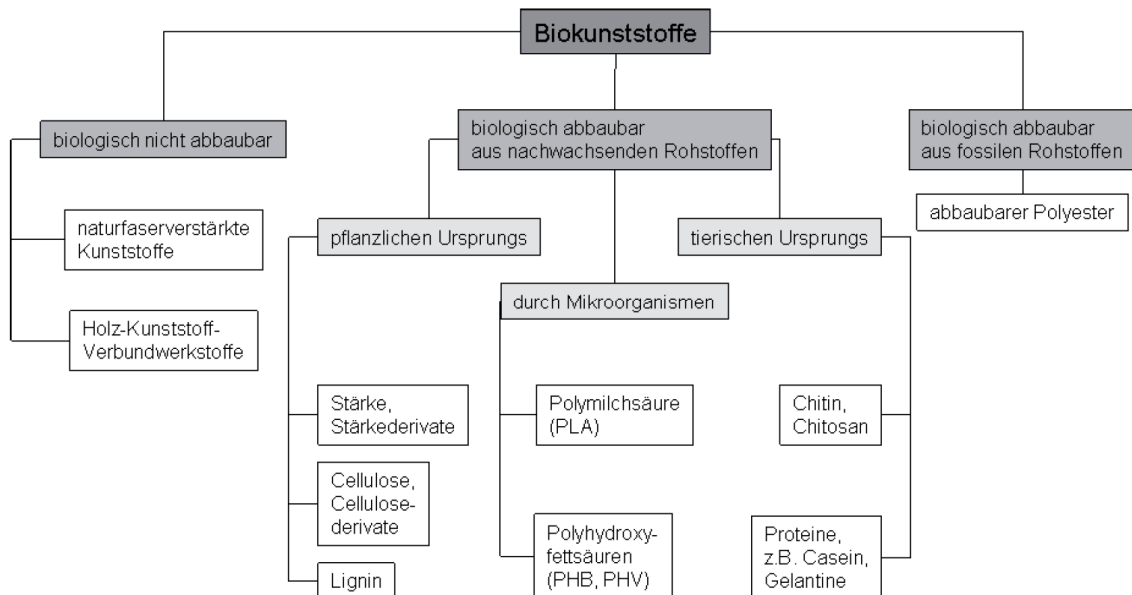 Biokunststoffe
biologisch nicht abbaubar
biologisch abbaubar
aus nachwachsenden Rohstoffen
biologisch abbaubar
aus fossilen Rohstoffen
abbaubarer Polyester
naturfaserverstärkte
Kunststoffe
pflanzlichen Ursprungs
tierischen Ursprungs
durch Mikroorganismen
Holz-Kunststoff-
Verbundwerkstoffe
Stärke,
Stärkederivate
Polymilchsäure
(PLA)
Chitin,
Chitosan
Cellulose,
Cellulose-
derivate
Polyhydroxy-
fettsäuren
(PHB, PHV)
Proteine,
z.B. Casein,
Gelantine
Lignin